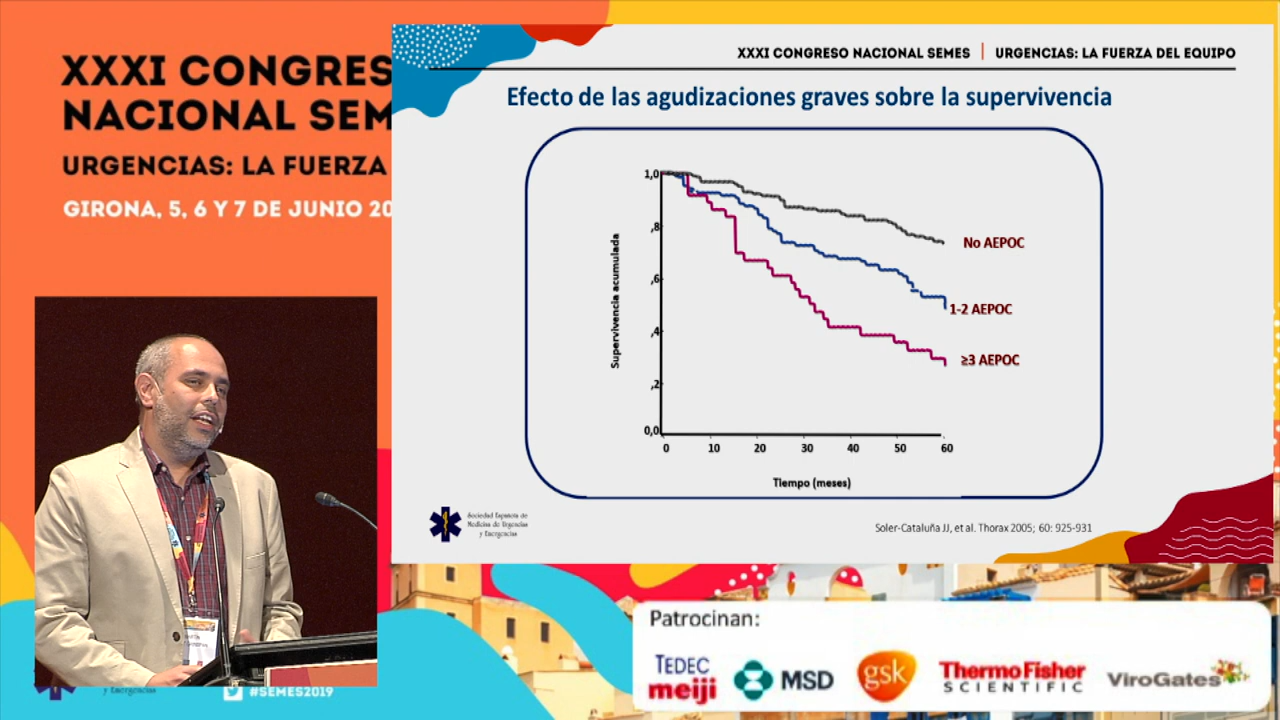 XXXI CONGRES
NACIONAL SEM
URGENCIAS: LA FUERZA
GIRONA, 5, 6 Y 7 DE JUNIO 20
XXXI CONGRESO NACIONAL SEMES | URGENCIAS: LA FUERZA DEL EQUIPO
Efecto de las agudizaciones graves sobre la supervivencia
Supervivencia acumulada
1,0
,8
,6
,4
,2
0,0
0 10 20 30 40 50 60
Tiempo (meses)
No AEPOC
1-2 AEPOC
≥3 AEPOC
Sociedad Española de
Medicina de Urgencias
y Emergencias
Soler-Cataluña JJ, et al. Thorax 2005; 60: 925-931
y Emergencias
#SEMES2019
Patrocinan:
TEDEC
meiji
MSD
gsk
ThermoFisher
SCIENTIFIC
ViroGates